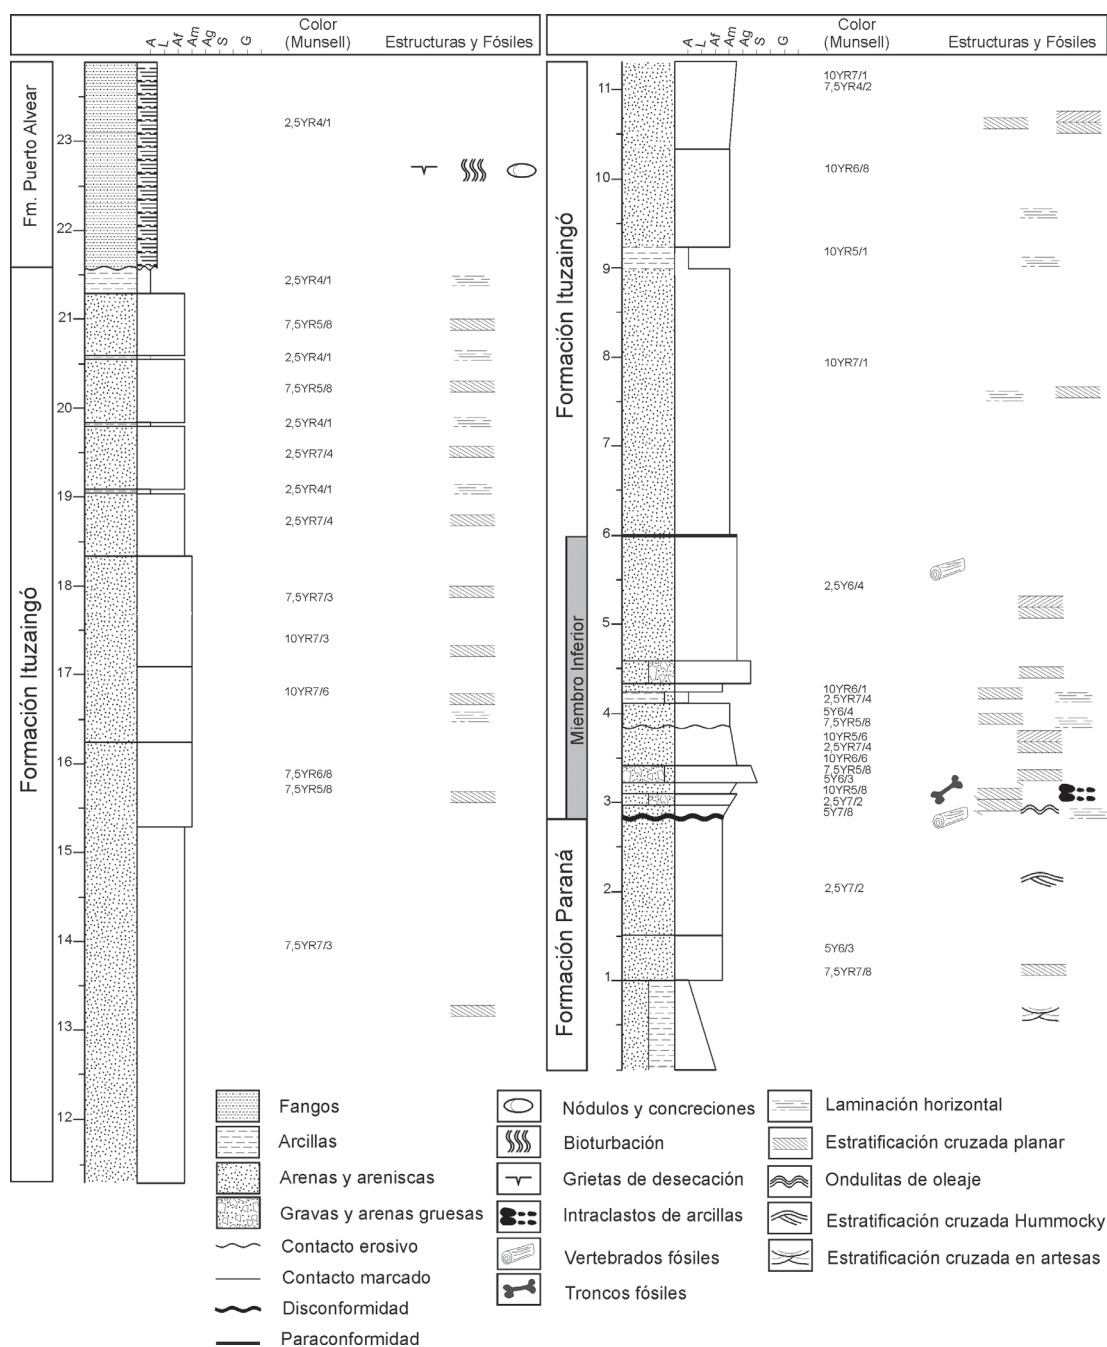 A L Af Am Ag S G
Color
(Munsell)
Estructuras y Fósiles
Fm. Puerto Alvear
Formación Ituzaingó
23
22
21
20
19
18
17
16
15
14
13
12
2,5YR4/1
2,5YR4/1
7,5YR5/8
2,5YR4/1
7,5YR5/8
2,5YR4/1
2,5YR7/4
2,5YR4/1
2,5YR7/4
7,5YR7/3
10YR7/3
10YR7/6
7,5YR6/8
7,5YR5/8
7,5YR7/3
A L Af Am Ag S G
Color
(Munsell)
Estructuras y Fósiles
Formación Ituzaingó
Miembro Inferior
Formación Paraná
11
10
9
8
7
6
5
4
3
2
1
10YR7/1
7,5YR4/2
10YR6/8
10YR5/1
10YR7/1
2,5Y6/4
10YR6/1
2,5YR7/4
5Y6/4
7,5YR5/8
10YR5/6
2,5YR7/4
10YR6/6
7,5YR5/8
5Y6/3
10YR5/8
2,5Y7/2
5Y7/8
2,5Y7/2
5Y6/3
7,5YR7/8
Fangos
Arcillas
Arenas y areniscas
Gravas y arenas gruesas
Contacto erosivo
Contacto marcado
Disconformidad
Paraconformidad
Nódulos y concreciones
Bioturbación
Grietas de desecación
Intraclastos de arcillas
Vertebrados fósiles
Troncos fósiles
Laminación horizontal
Estratificación cruzada planar
Ondulitas de oleaje
Estratificación cruzada Hummocky
Estratificación cruzada en artesas